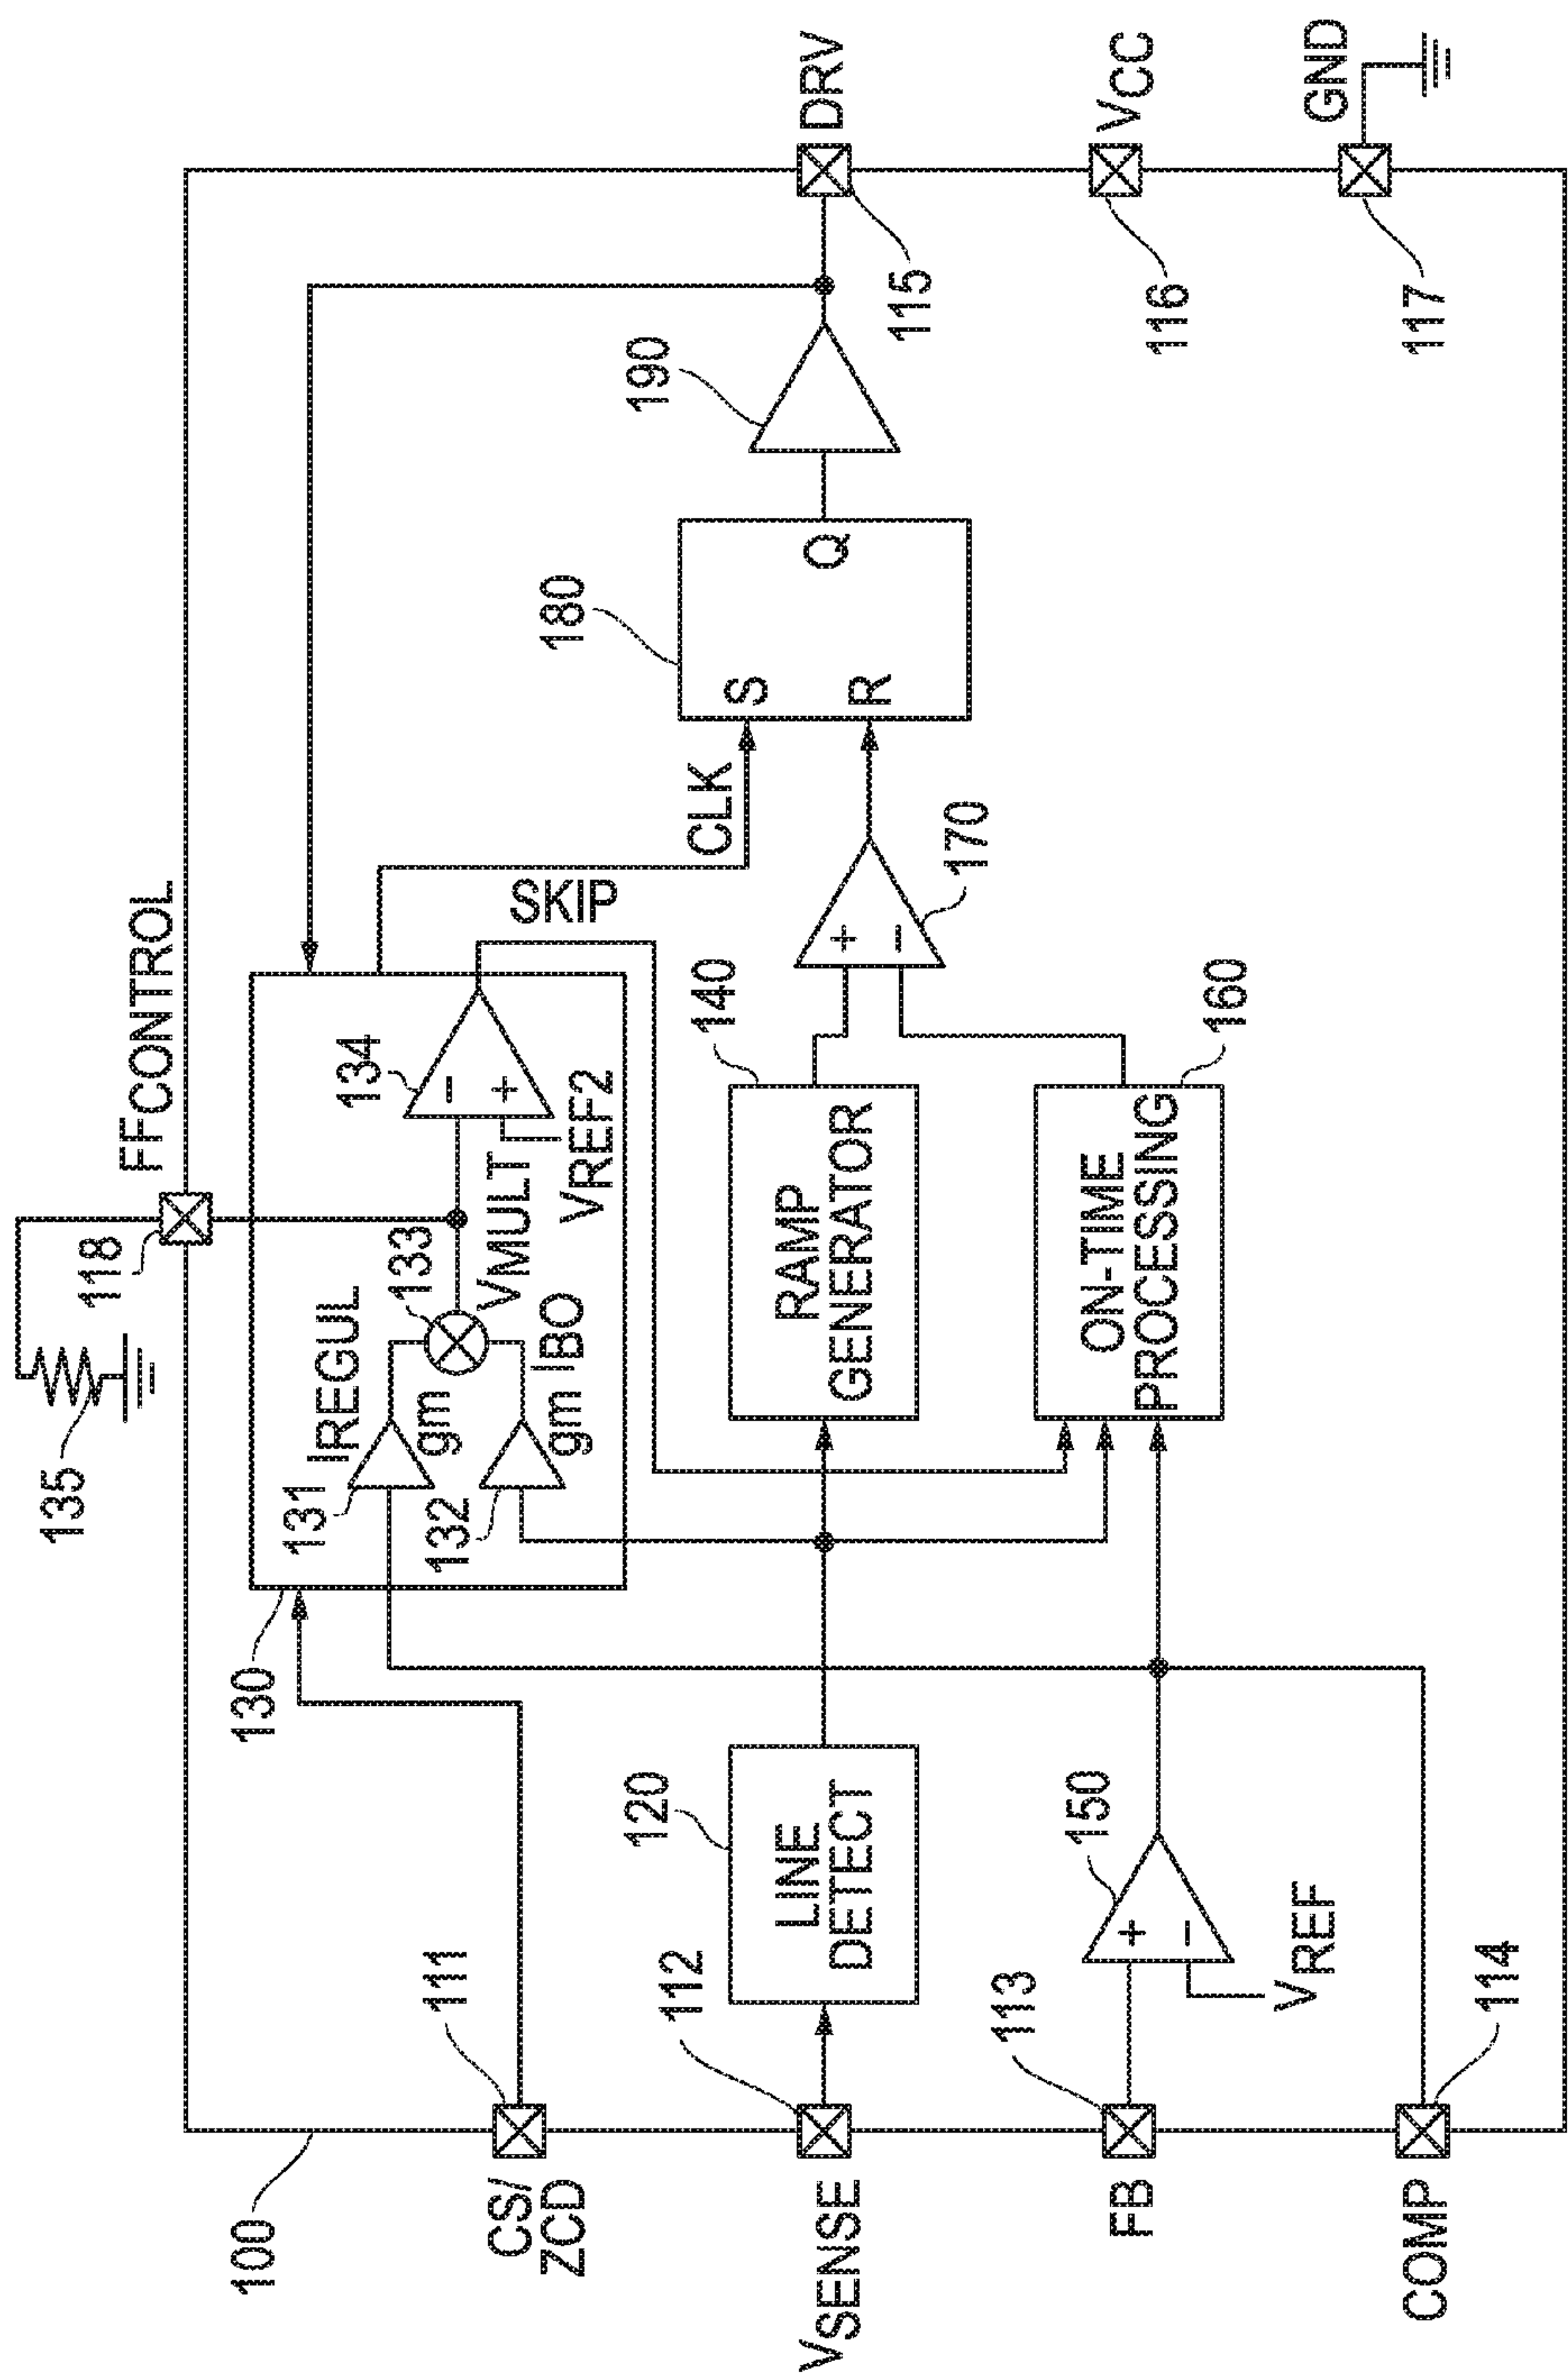 FFCONTROL
118
135
130
IREGUL
131
gm
132
gm
IBO
133
VMULT
134
VREF2
SKIP
CLK
100
111
CS/
ZCD
112
VSENSE
120
LINE
DETECT
140
RAMP
GENERATOR
113
FB
150
+
−
VREF
114
COMP
160
ON-TIME
PROCESSING
170
+
−
−
+
180
S
R
Q
190
115
DRV
116
VCC
117
GND